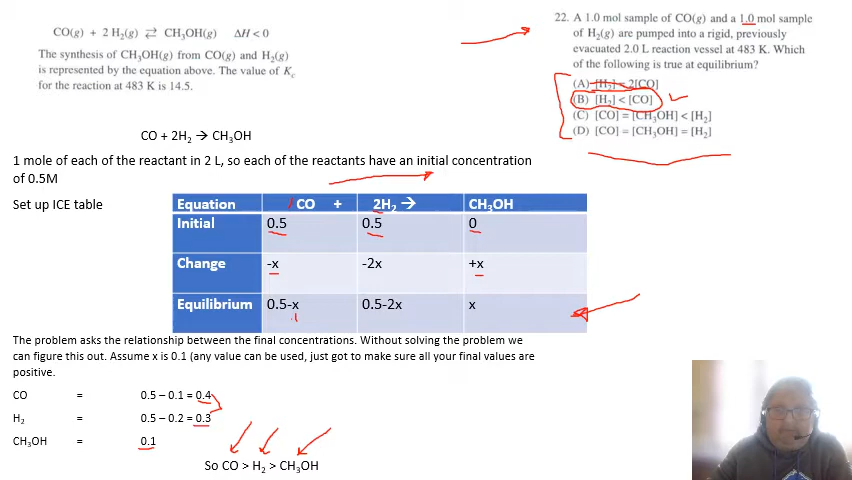 CO(g) + 2 H₂(g) ⇄ CH₃OH(g) ΔH < 0
The synthesis of CH₃OH(g) from CO(g) and H₂(g)
is represented by the equation above. The value of K꜀
for the reaction at 483 K is 14.5.
22. A 1.0 mol sample of CO(g) and a 1.0 mol sample
of H₂(g) are pumped into a rigid, previously
evacuated 2.0 L reaction vessel at 483 K. Which
of the following is true at equilibrium?
(A) [H₂] = 2[CO]
(B) [H₂] < [CO]
(C) [CO] = [CH₃OH] < [H₂]
(D) [CO] = [CH₃OH] = [H₂]
CO + 2H₂ → CH₃OH
1 mole of each of the reactant in 2 L, so each of the reactants have an initial concentration
of 0.5M
Set up ICE table
Equation 1 CO + 2H₂ → CH₃OH
Initial 0.5 0.5 0
Change -x -2x +x
Equilibrium 0.5-x 0.5-2x x
.1
The problem asks the relationship between the final concentrations. Without solving the problem we
can figure this out. Assume x is 0.1 (any value can be used, just got to make sure all your final values are
positive.
CO = 0.5 – 0.1 = 0.4
H₂ = 0.5 – 0.2 = 0.3
CH₃OH = 0.1
So CO > H₂ > CH₃OH